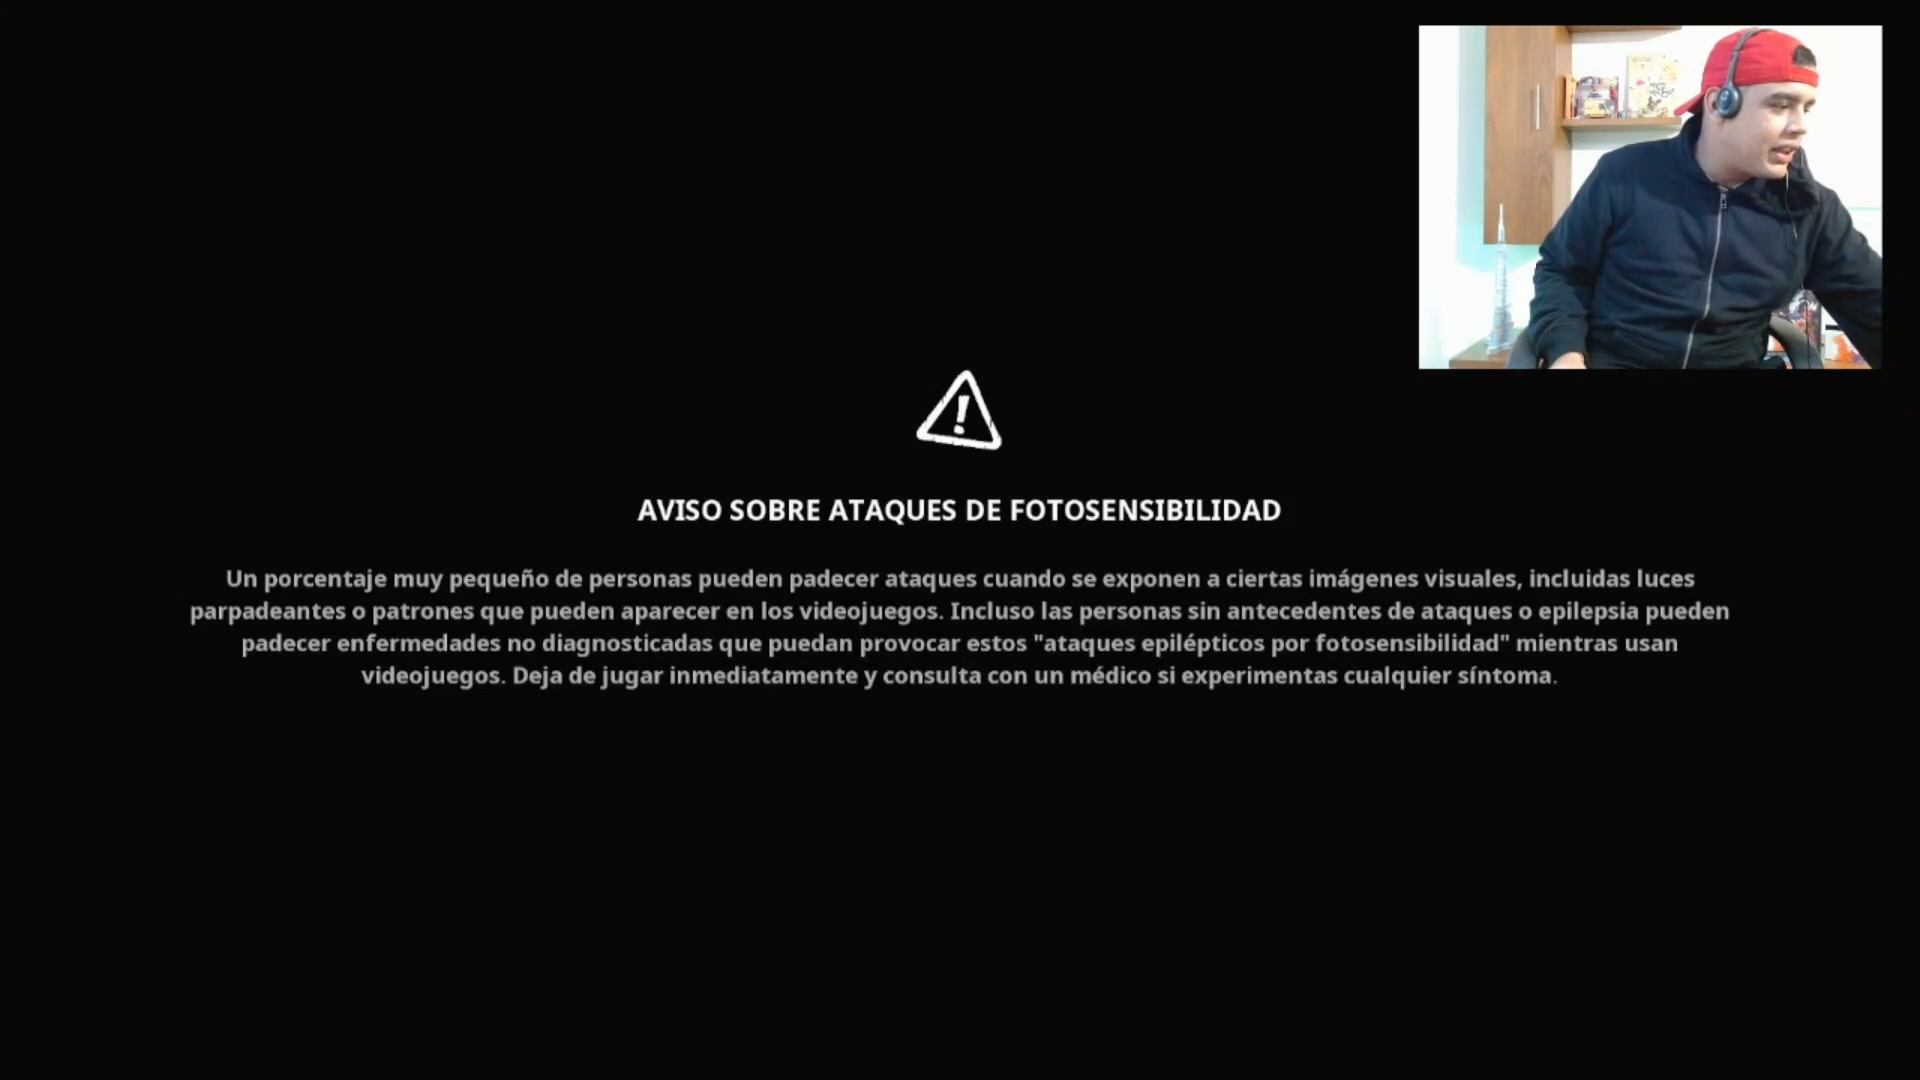 AVISO SOBRE ATAQUES DE FOTOSENSIBILIDAD
Un porcentaje muy pequeño de personas pueden padecer ataques cuando se exponen a ciertas imágenes visuales, incluidas luces
parpadeantes o patrones que pueden aparecer en los videojuegos. Incluso las personas sin antecedentes de ataques o epilepsia pueden
padecer enfermedades no diagnosticadas que puedan provocar estos "ataques epilépticos por fotosensibilidad" mientras usan
videojuegos. Deja de jugar inmediatamente y consulta con un médico si experimentas cualquier síntoma.